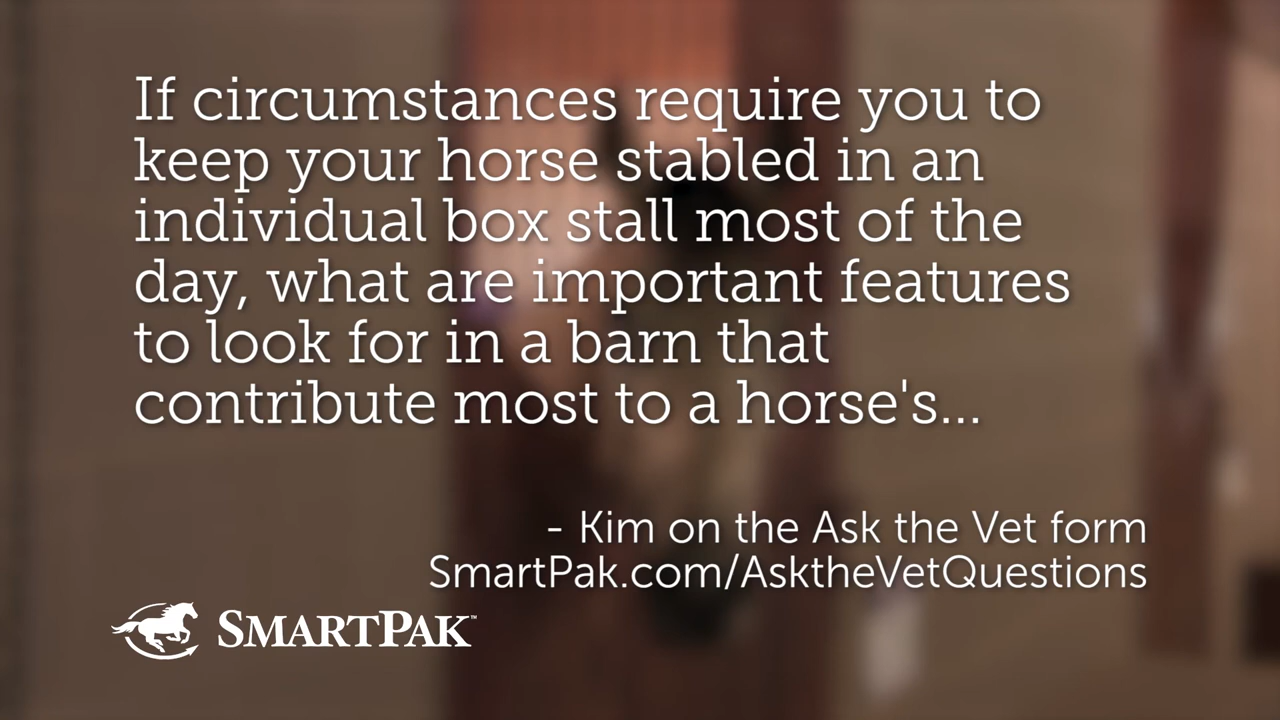 If circumstances require you to
keep your horse stabled in an
individual box stall most of the
day, what are important features
to look for in a barn that
contribute most to a horse's...
- Kim on the Ask the Vet form
SmartPak.com/AsktheVetQuestions
SMARTPAK™